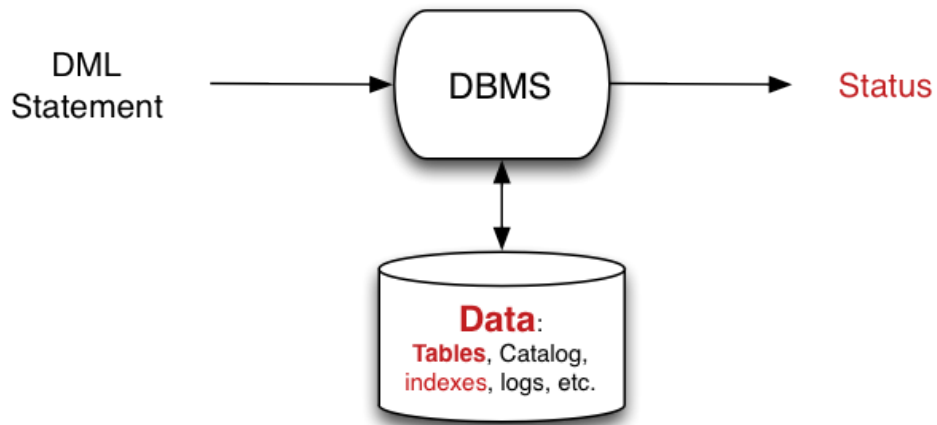 DML
Statement
DBMS
Status
Data:
Tables, Catalog,
indexes, logs, etc.